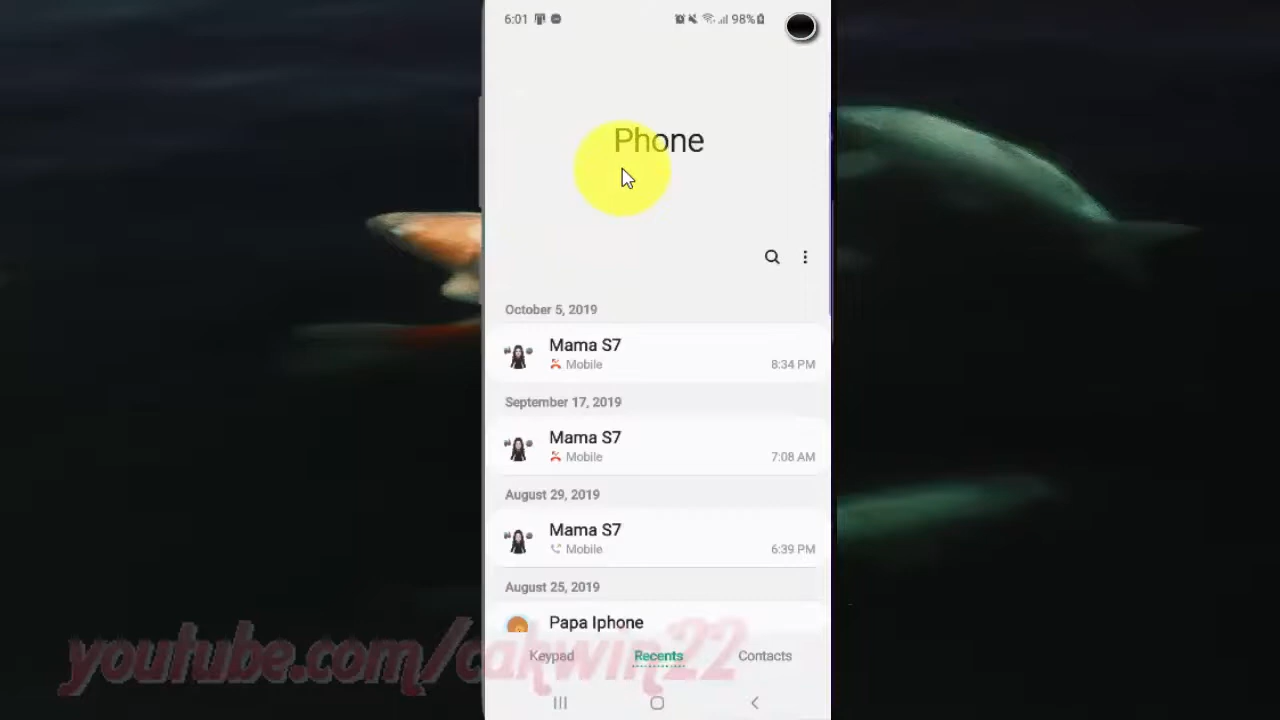 6:01
98%
Phone
October 5, 2019
Mama S7
Mobile
8:34 PM
September 17, 2019
Mama S7
Mobile
7:08 AM
August 29, 2019
Mama S7
Mobile
6:39 PM
August 25, 2019
Papa Iphone
Keypad
Recents
Contacts
youtube.com/cakwin22